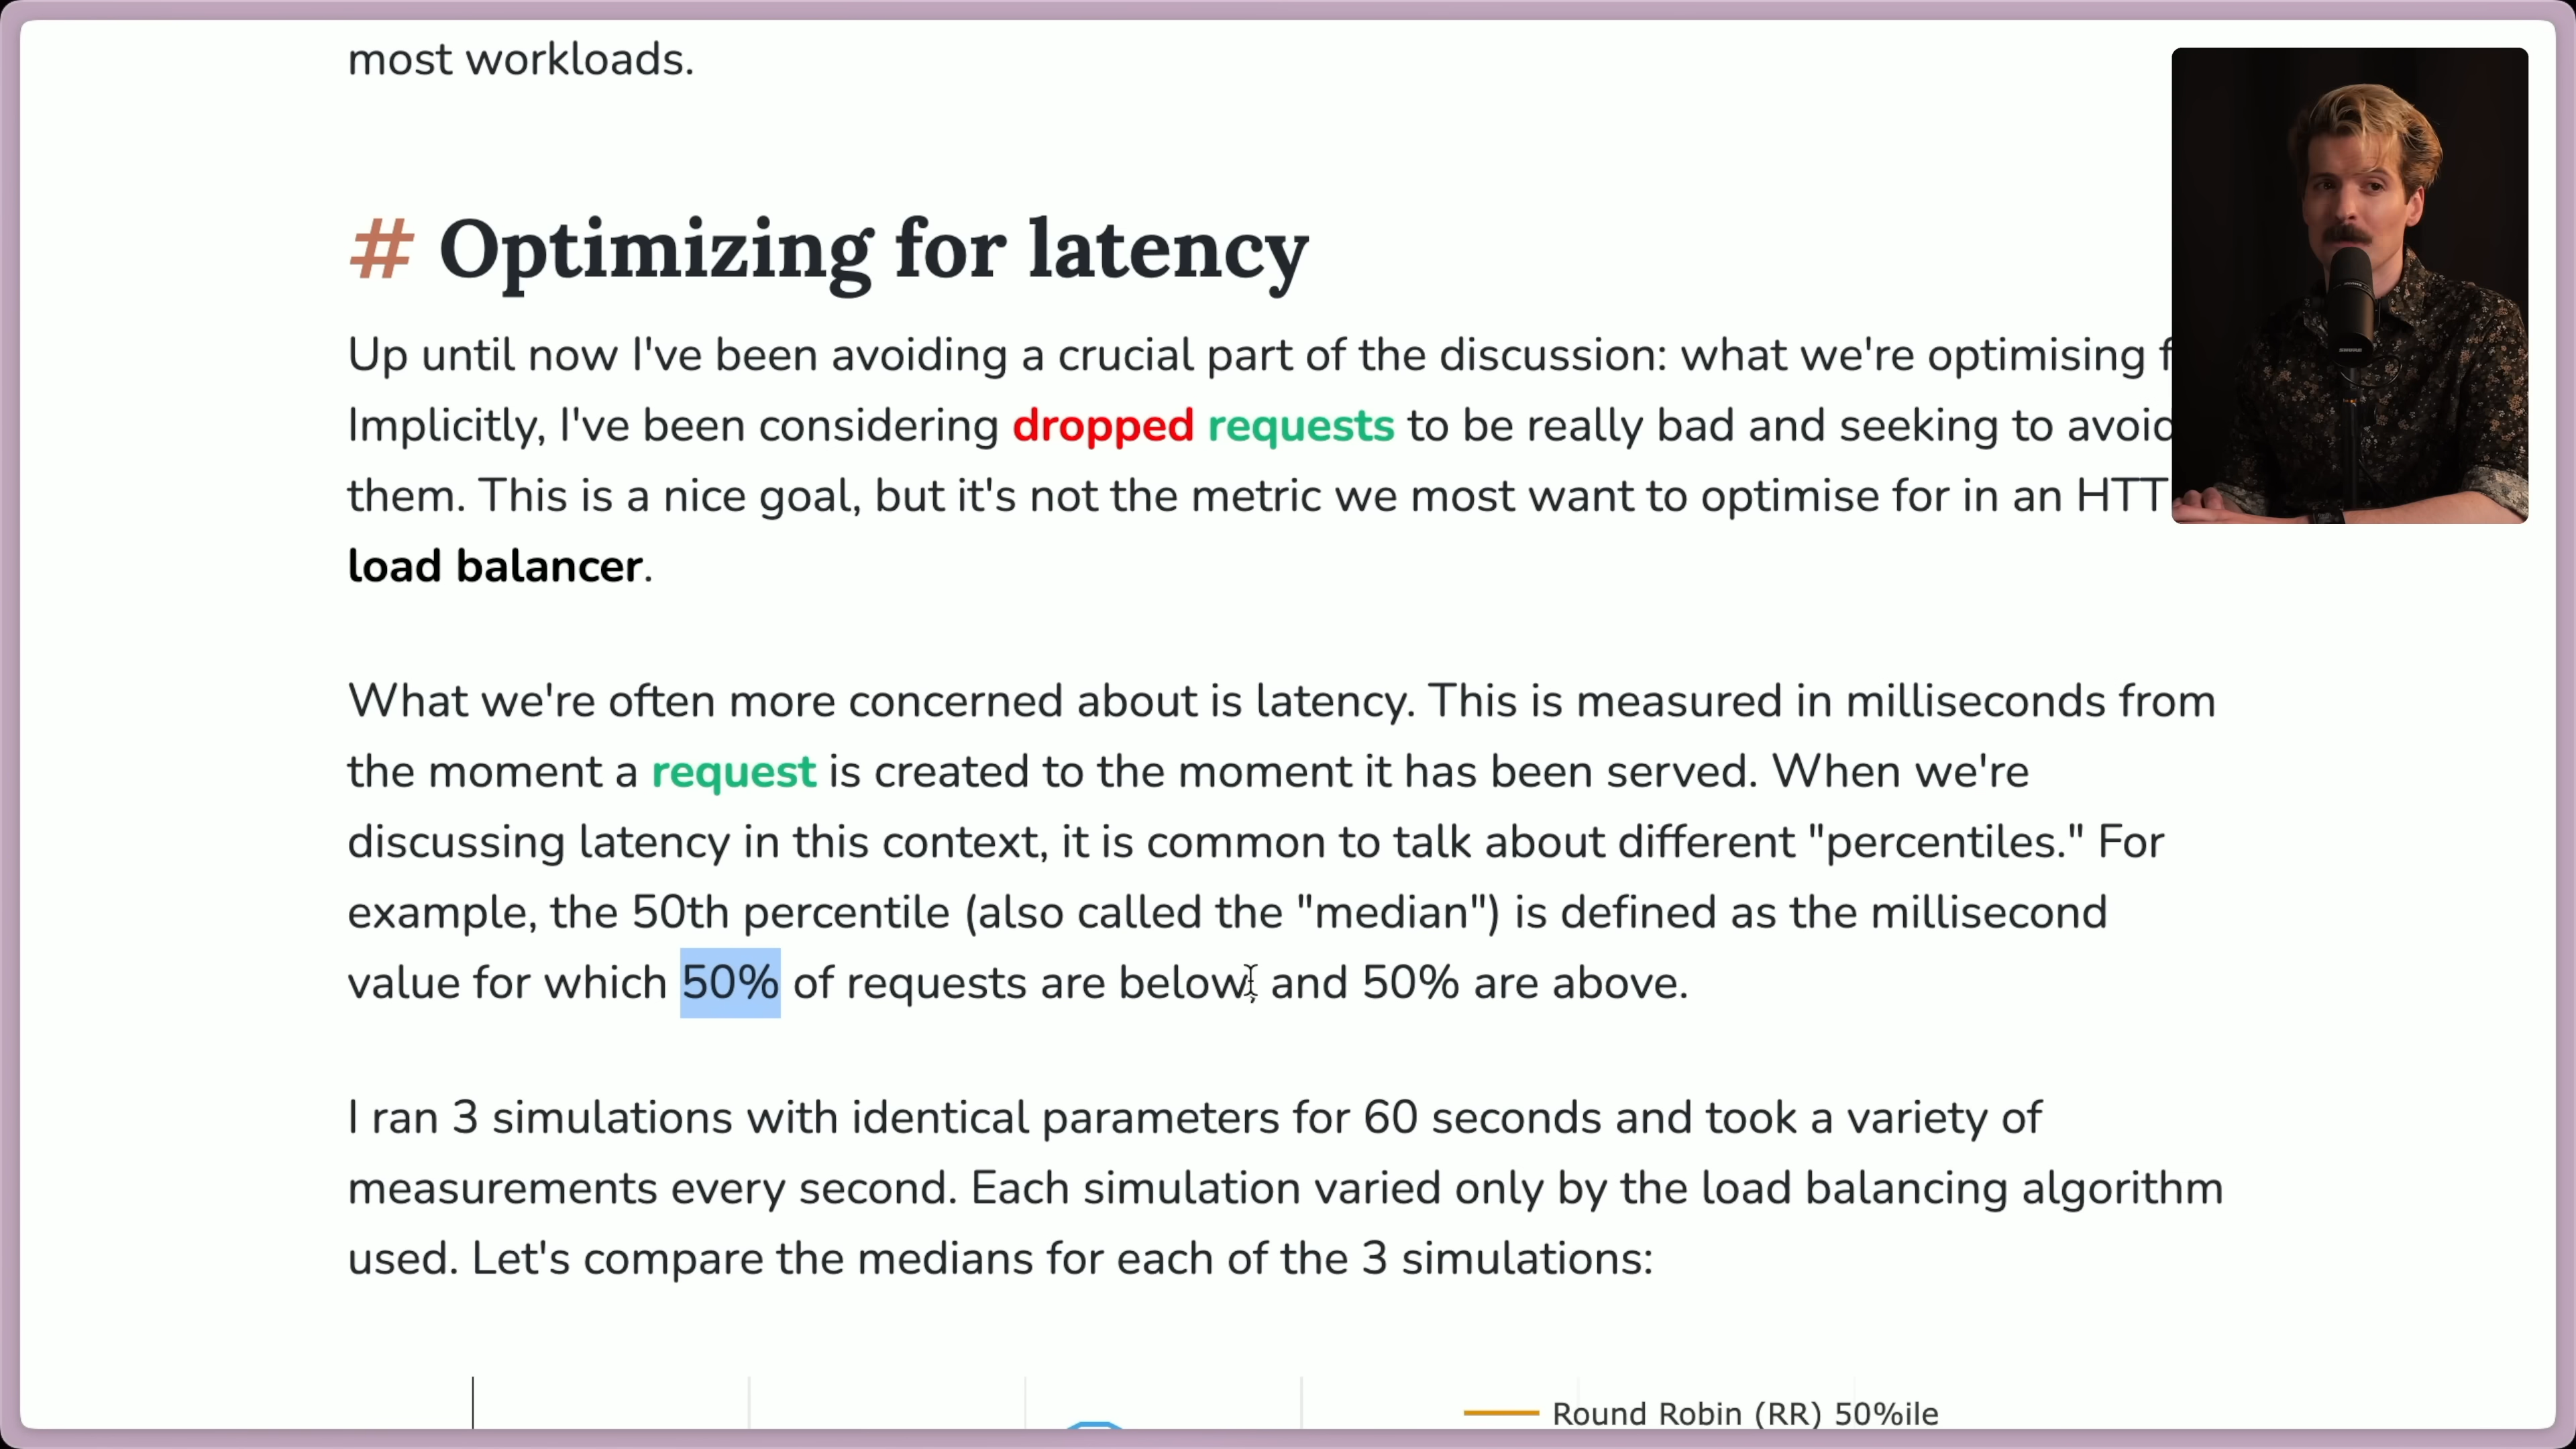 most workloads.
# Optimizing for latency
Up until now I've been avoiding a crucial part of the discussion: what we're optimising
Implicitly, I've been considering dropped requests to be really bad and seeking to avoid
them. This is a nice goal, but it's not the metric we most want to optimise for in an
load balancer.
What we're often more concerned about is latency. This is measured in milliseconds from
the moment a request is created to the moment it has been served. When we're
discussing latency in this context, it is common to talk about different "percentiles." For
example, the 50th percentile (also called the "median") is defined as the millisecond
value for which 50% of requests are below, and 50% are above.
I ran 3 simulations with identical parameters for 60 seconds and took a variety of
measurements every second. Each simulation varied only by the load balancing algorithm
used. Let's compare the medians for each of the 3 simulations:
Round Robin (RR) 50%ile